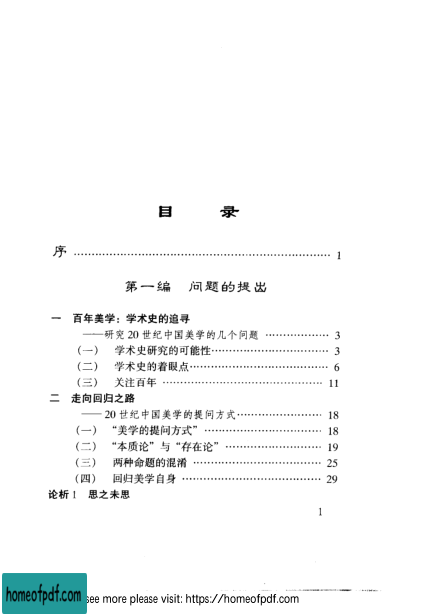 目 录
序 …………………………………………………… 1
第一编 问题的提出
一 百年美学：学术史的追寻
——研究 20 世纪中国美学的几个问题 ……………… 3
（一） 学术史研究的可能性…………………… 3
（二） 学术史的着眼点………………………… 6
（三） 关注百年 ……………………………… 11
二 走向回归之路
——20 世纪中国美学的提问方式…………………… 18
（一） “美学的提问方式” …………………… 18
（二） “本质论”与“存在论” ………………… 19
（三） 两种命题的混淆 ………………………… 25
（四） 回归美学自身 …………………………… 29
论析 1 思之未思
1
homeofpdf.com
see more please visit: https://homeofpdf.com